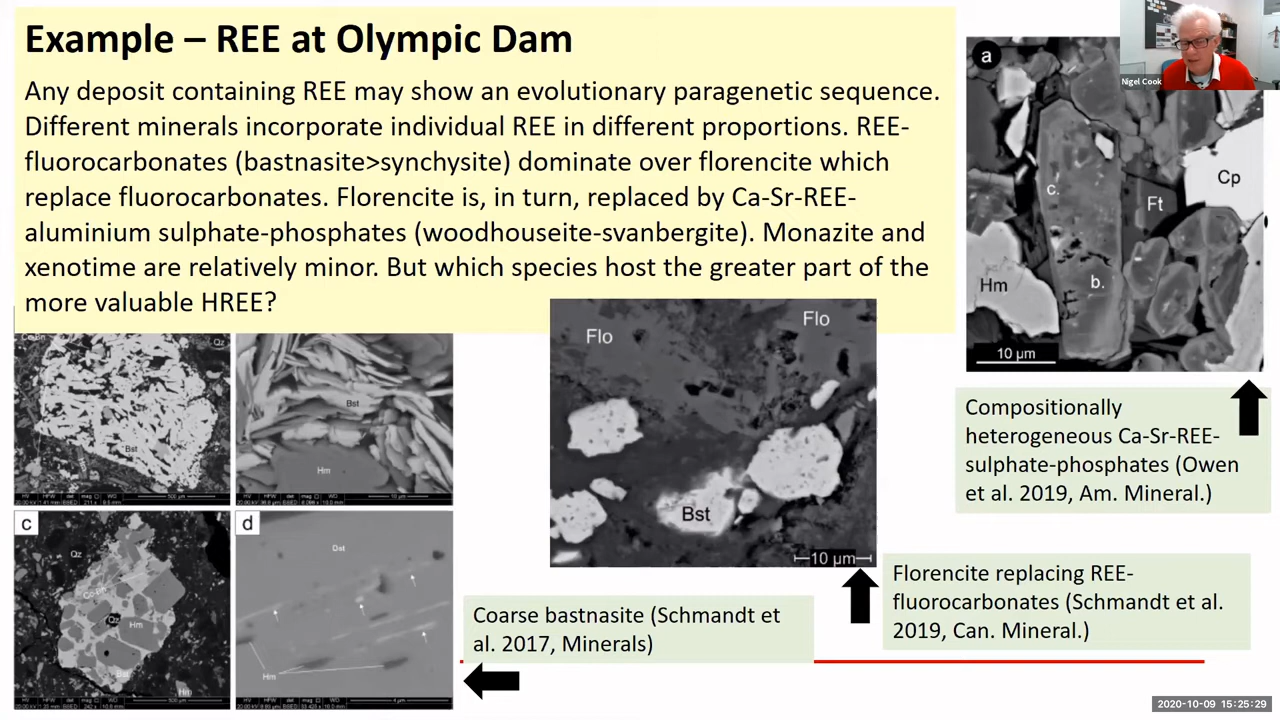 Example – REE at Olympic Dam
Any deposit containing REE may show an evolutionary paragenetic sequence.
Different minerals incorporate individual REE in different proportions. REE-
fluorocarbonates (bastnasite>synchysite) dominate over florencite which
replace fluorocarbonates. Florencite is, in turn, replaced by Ca-Sr-REE-
aluminium sulphate-phosphates (woodhouseite-svanbergite). Monazite and
xenotime are relatively minor. But which species host the greater part of the
more valuable HREE?
Nigel Cook
a
Cp
c.
Ft
Hm
b.
10 µm
Compositionally
heterogeneous Ca-Sr-REE-
sulphate-phosphates (Owen
et al. 2019, Am. Mineral.)
Flo
Flo
Bst
10 µm
Florencite replacing REE-
fluorocarbonates (Schmandt et al.
2019, Can. Mineral.)
Qz
Bst
Bst
Hm
c
Qz
Qz
Hm
Hm
d
Hm
Coarse bastnasite (Schmandt et
al. 2017, Minerals)
2020-10-09 15:25:29